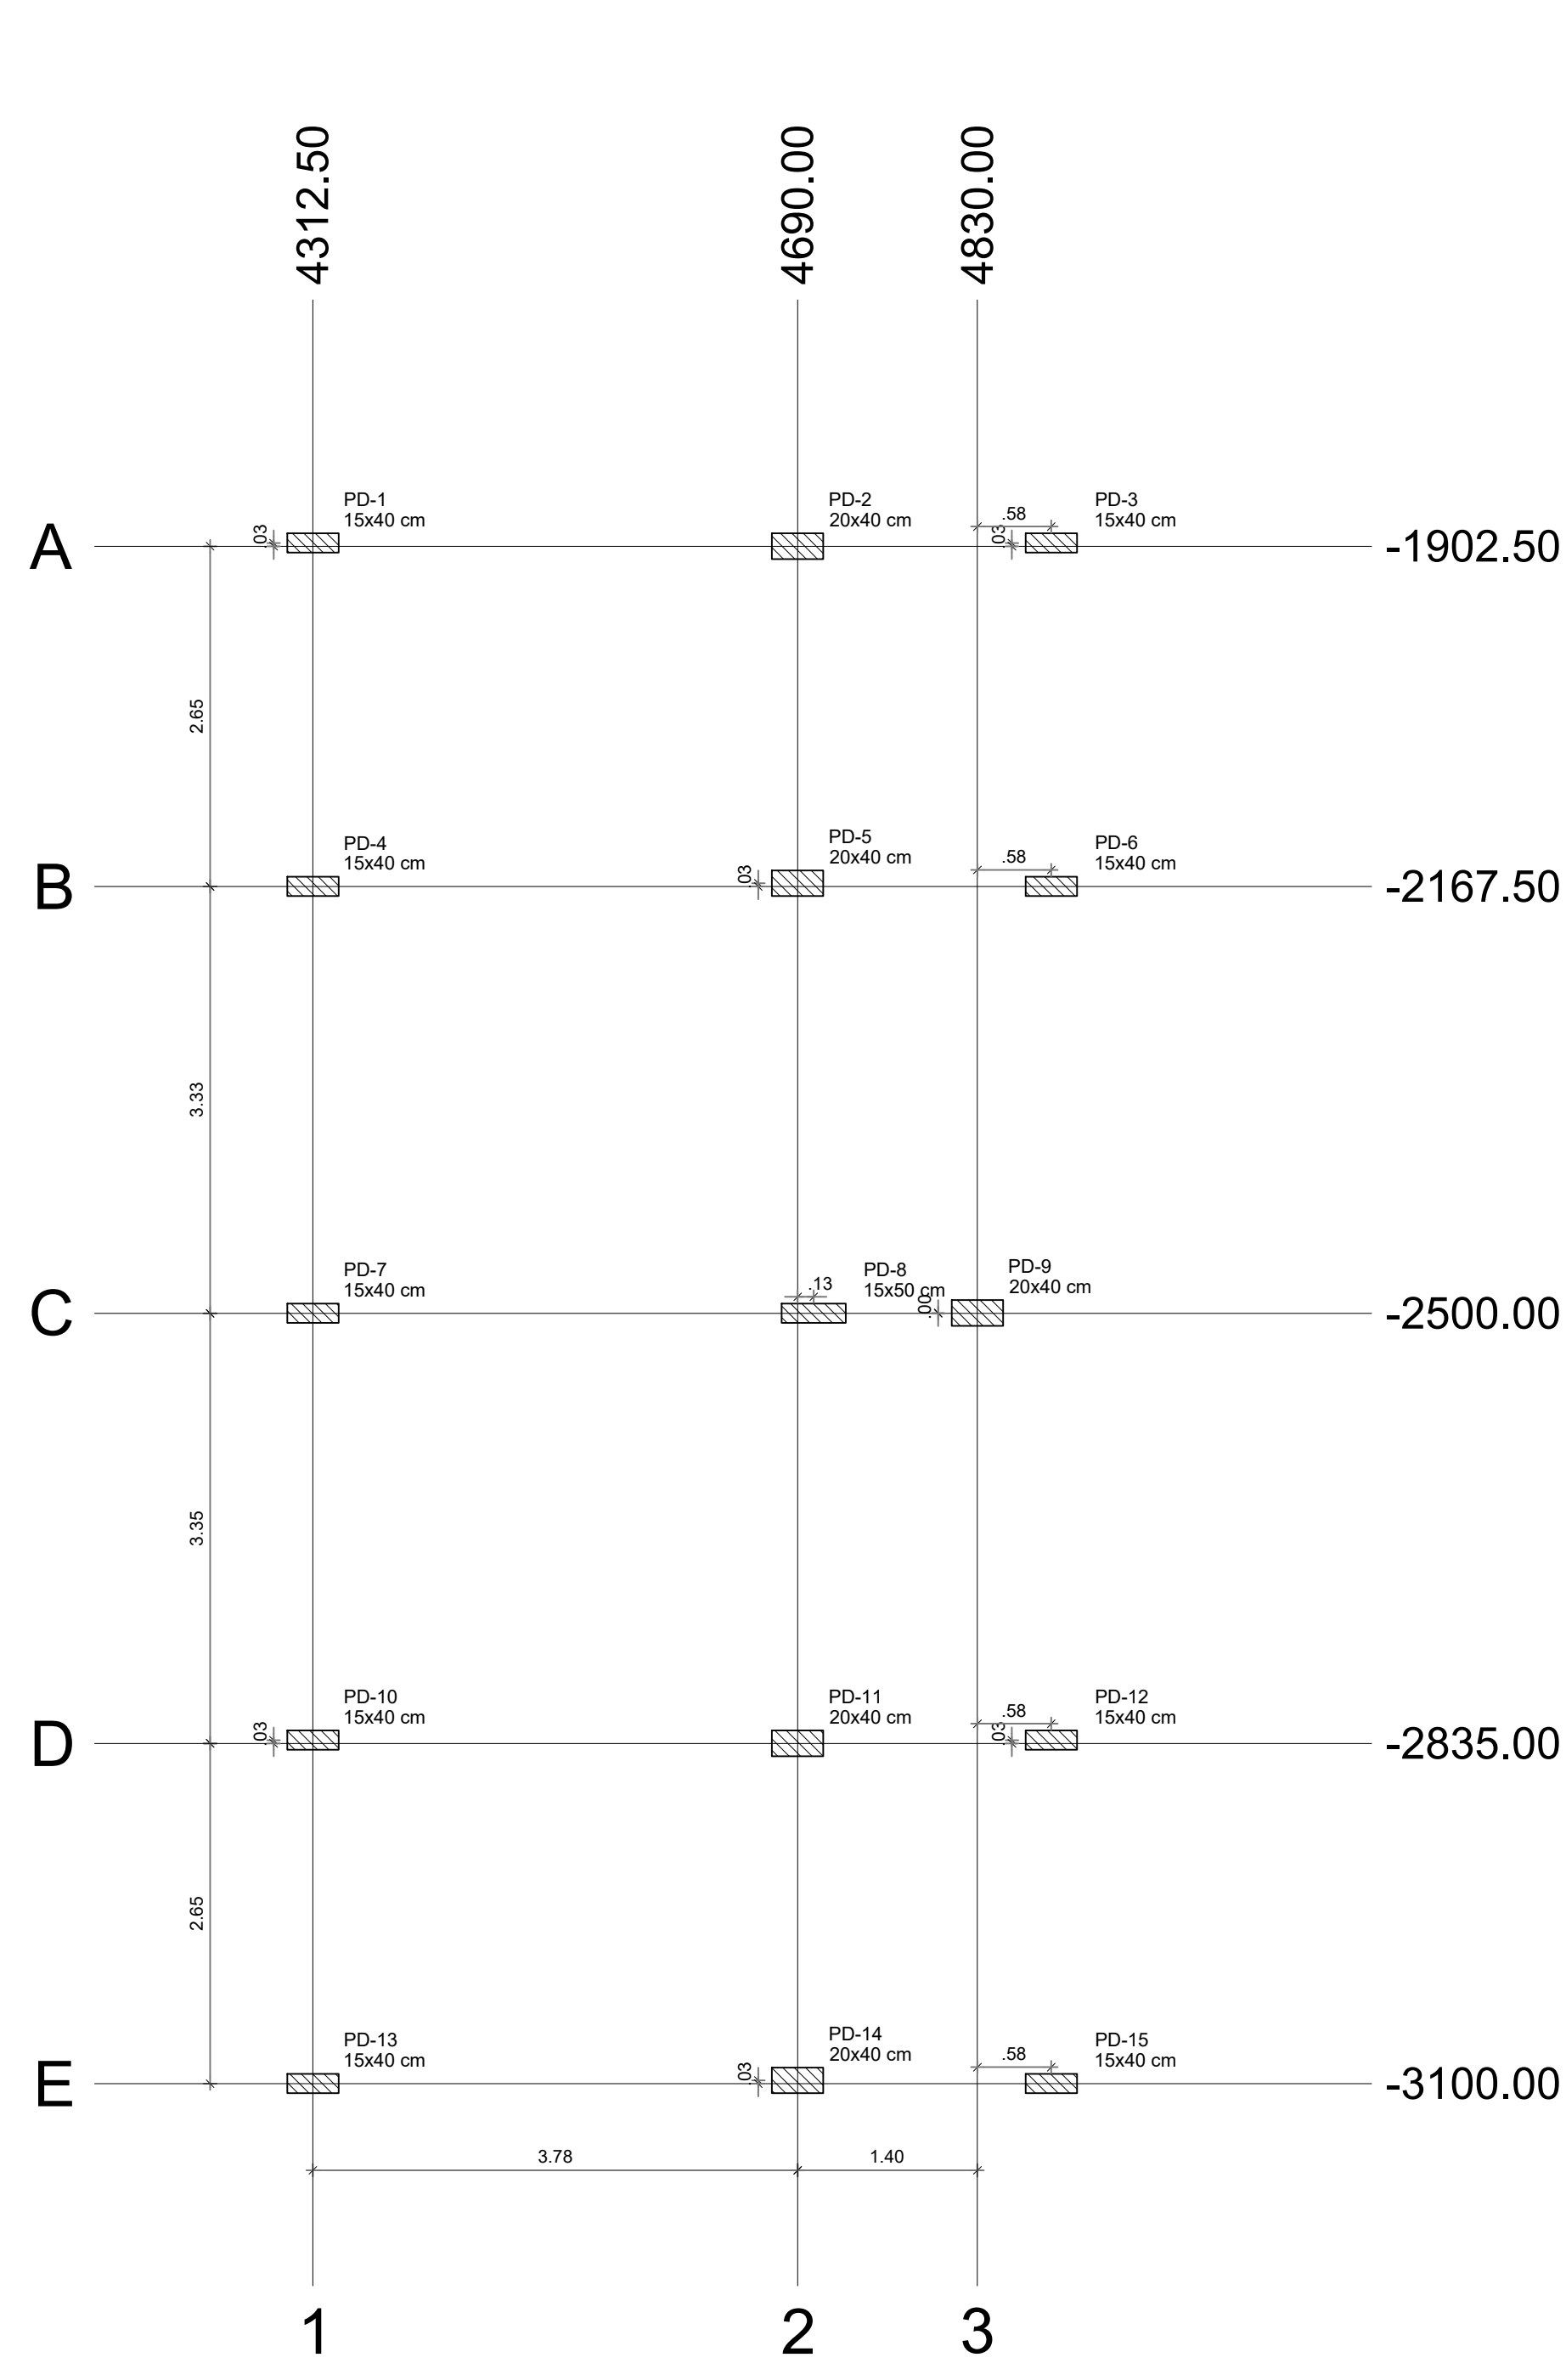 4312.50
4690.00
4830.00
PD-1
15x40 cm
PD-2
20x40 cm
PD-3
15x40 cm
.58
.03
.03
A
-1902.50
2.65
PD-4
15x40 cm
PD-5
20x40 cm
PD-6
15x40 cm
.58
.03
B
-2167.50
3.33
PD-7
15x40 cm
PD-8
15x50 cm
PD-9
20x40 cm
.13
.00
C
-2500.00
3.35
PD-10
15x40 cm
PD-11
20x40 cm
PD-12
15x40 cm
.58
.03
.03
D
-2835.00
2.65
PD-13
15x40 cm
PD-14
20x40 cm
PD-15
15x40 cm
.58
.03
E
-3100.00
3.78
1.40
1
2
3